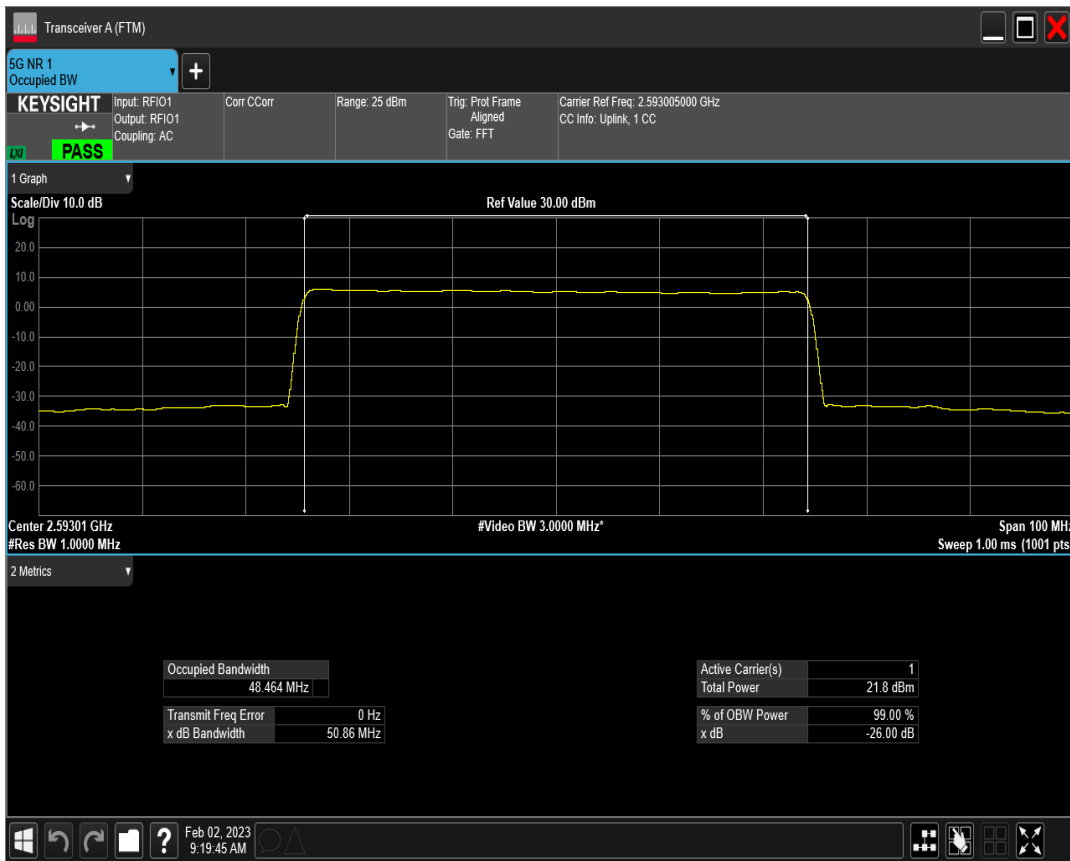 Transceiver A (FTM)
5G NR 1
Occupied BW
+
KEYSIGHT
LXI
PASS
Input: RFIO1
Output: RFIO1
Coupling: AC
Corr CCorr
Range: 25 dBm
Trig: Prot Frame
Aligned
Gate: FFT
Carrier Ref Freq: 2.593005000 GHz
CC Info: Uplink, 1 CC
1 Graph
Scale/Div 10.0 dB
Ref Value 30.00 dBm
Log
20.0
10.0
0.00
-10.0
-20.0
-30.0
-40.0
-50.0
-60.0
Center 2.59301 GHz
#Video BW 3.0000 MHz*
Span 100 MHz
#Res BW 1.0000 MHz
Sweep 1.00 ms (1001 pts
2 Metrics
Occupied Bandwidth
48.464 MHz
Transmit Freq Error 0 Hz
x dB Bandwidth 50.86 MHz
Active Carrier(s) 1
Total Power 21.8 dBm
% of OBW Power 99.00 %
x dB -26.00 dB
?
Feb 02, 2023
9:19:45 AM